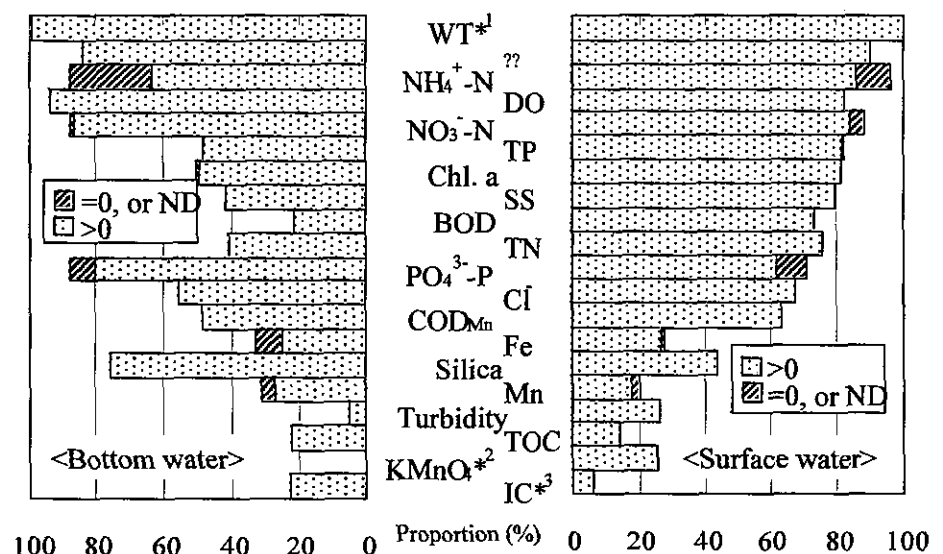 WT*1
NH4+-N ??
DO
NO3--N
TP
Chl. a
SS
BOD
TN
PO43--P
Cl-
CODMn
Fe
Silica
Mn
Turbidity
TOC
KMnO4*2
IC*3
=0, or ND
>0
>0
=0, or ND
<Bottom water>
<Surface water>
100 80 60 40 20 0 Proportion (%) 0 20 40 60 80 100